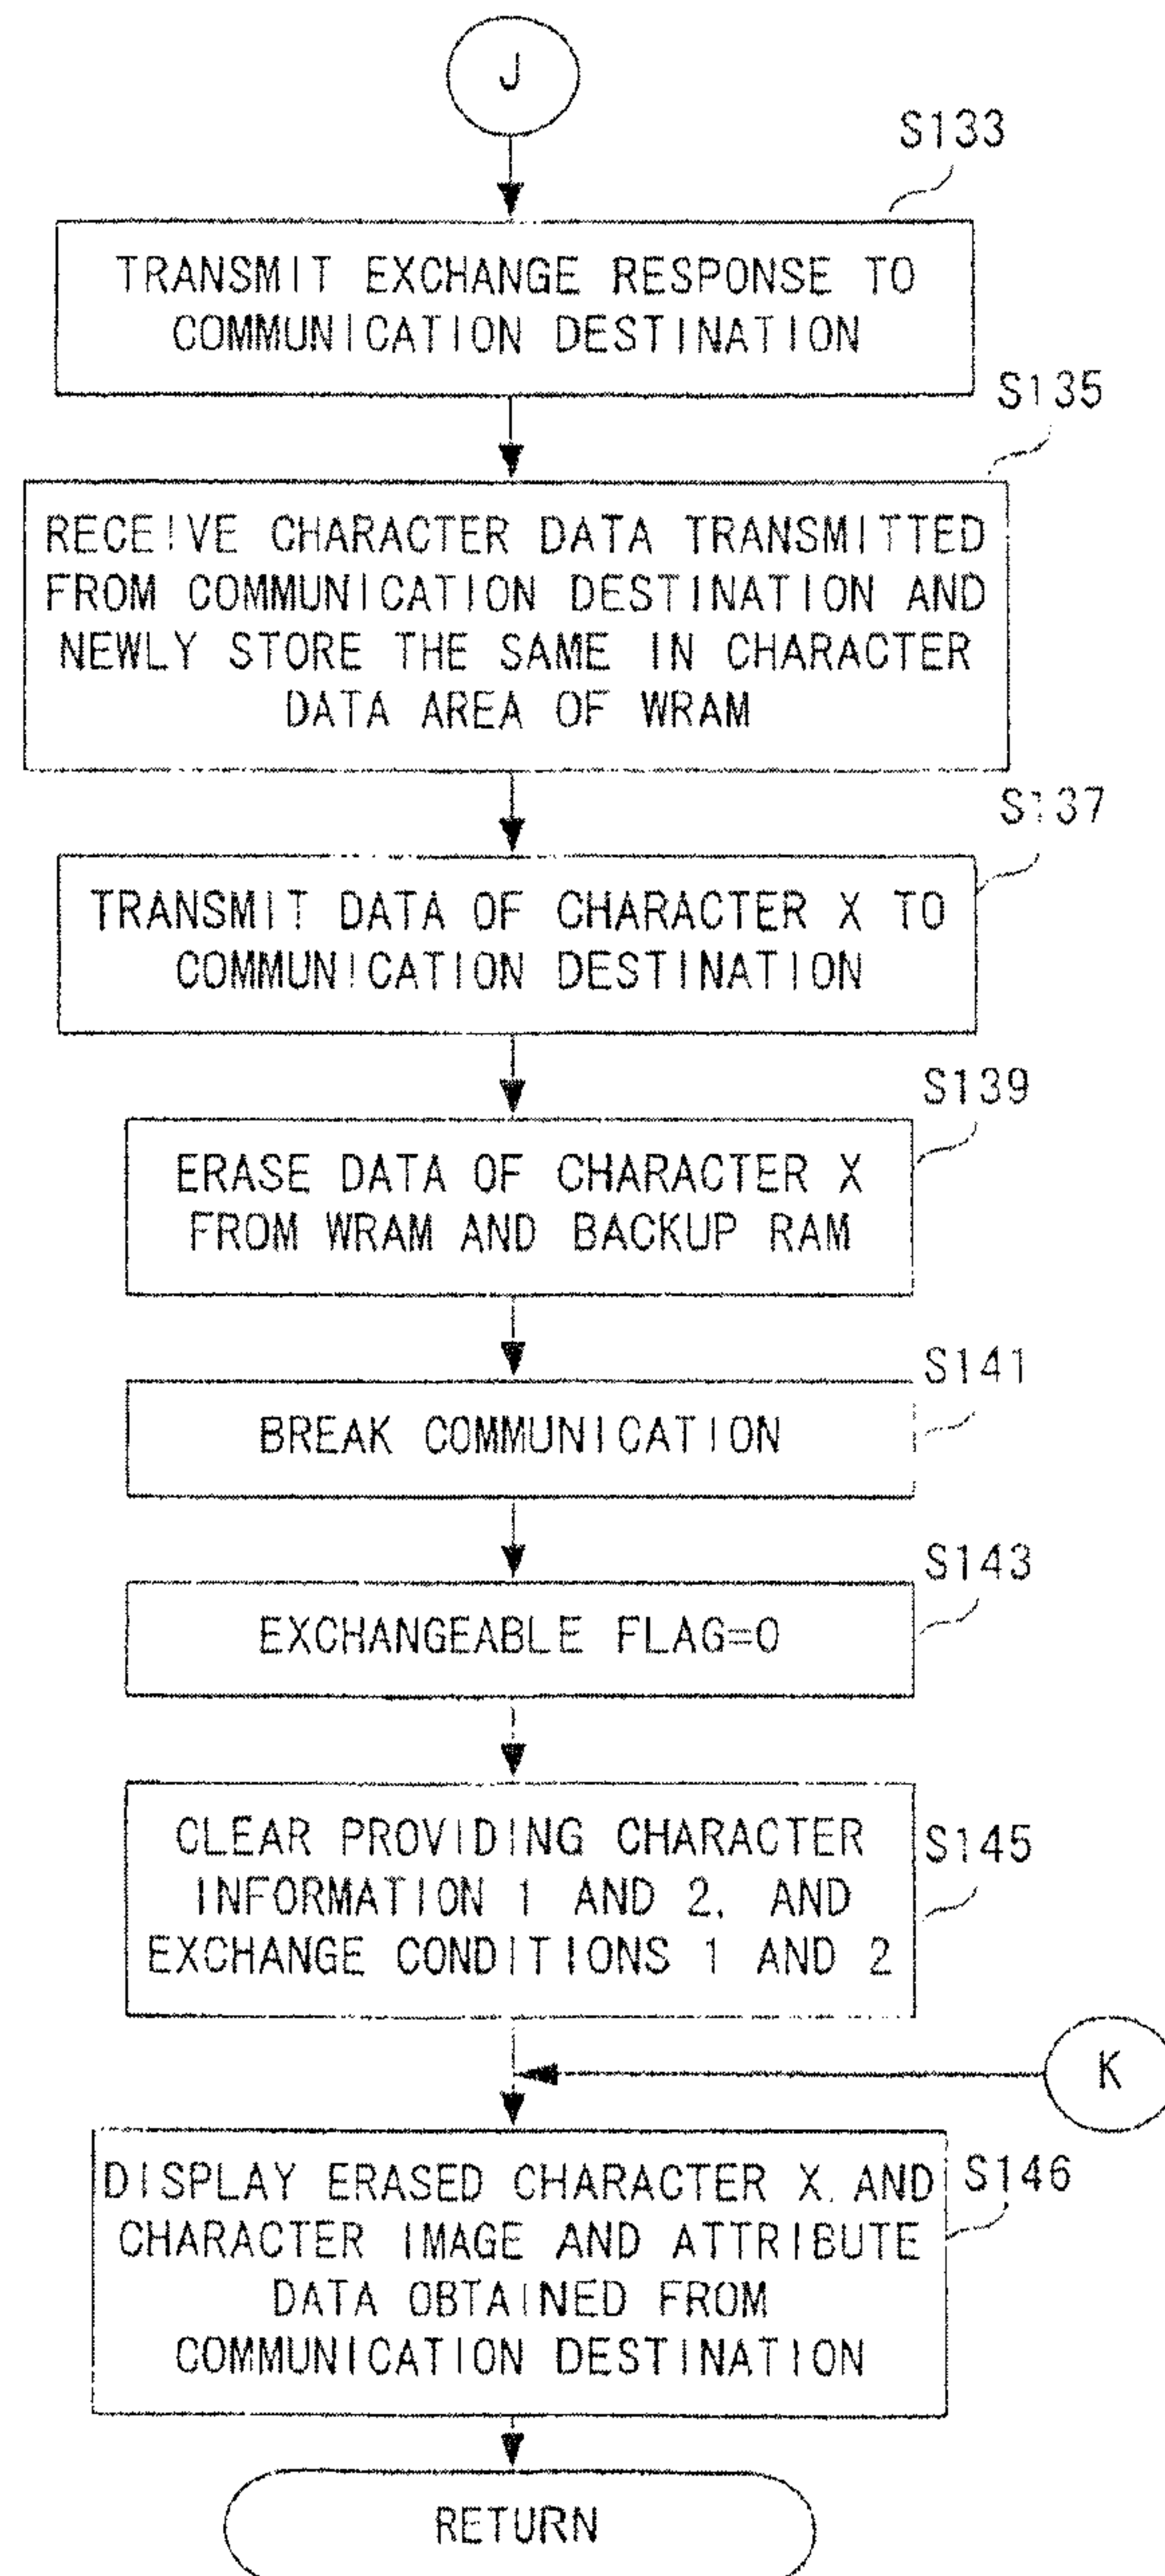 J
S133
TRANSMIT EXCHANGE RESPONSE TO
COMMUNICATION DESTINATION
S135
RECEIVE CHARACTER DATA TRANSMITTED
FROM COMMUNICATION DESTINATION AND
NEWLY STORE THE SAME IN CHARACTER
DATA AREA OF WRAM
S137
TRANSMIT DATA OF CHARACTER X TO
COMMUNICATION DESTINATION
S139
ERASE DATA OF CHARACTER X
FROM WRAM AND BACKUP RAM
S141
BREAK COMMUNICATION
S143
EXCHANGEABLE FLAG=0
S145
CLEAR PROVIDING CHARACTER
INFORMATION 1 AND 2, AND
EXCHANGE CONDITIONS 1 AND 2
K
S146
DISPLAY ERASED CHARACTER X, AND
CHARACTER IMAGE AND ATTRIBUTE
DATA OBTAINED FROM
COMMUNICATION DESTINATION
RETURN